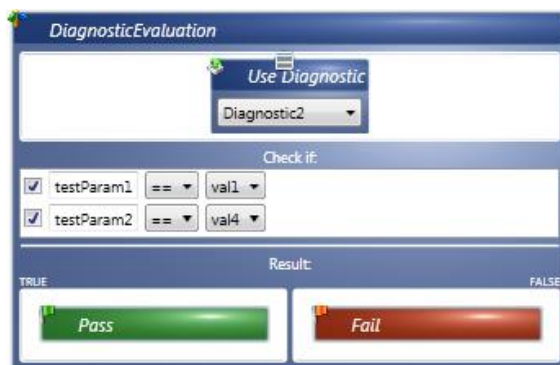 DiagnosticEvaluation
Use Diagnostic
Diagnostic2
Check if:
testParam1 == val1
testParam2 == val4
Result:
TRUE FALSE
Pass Fail